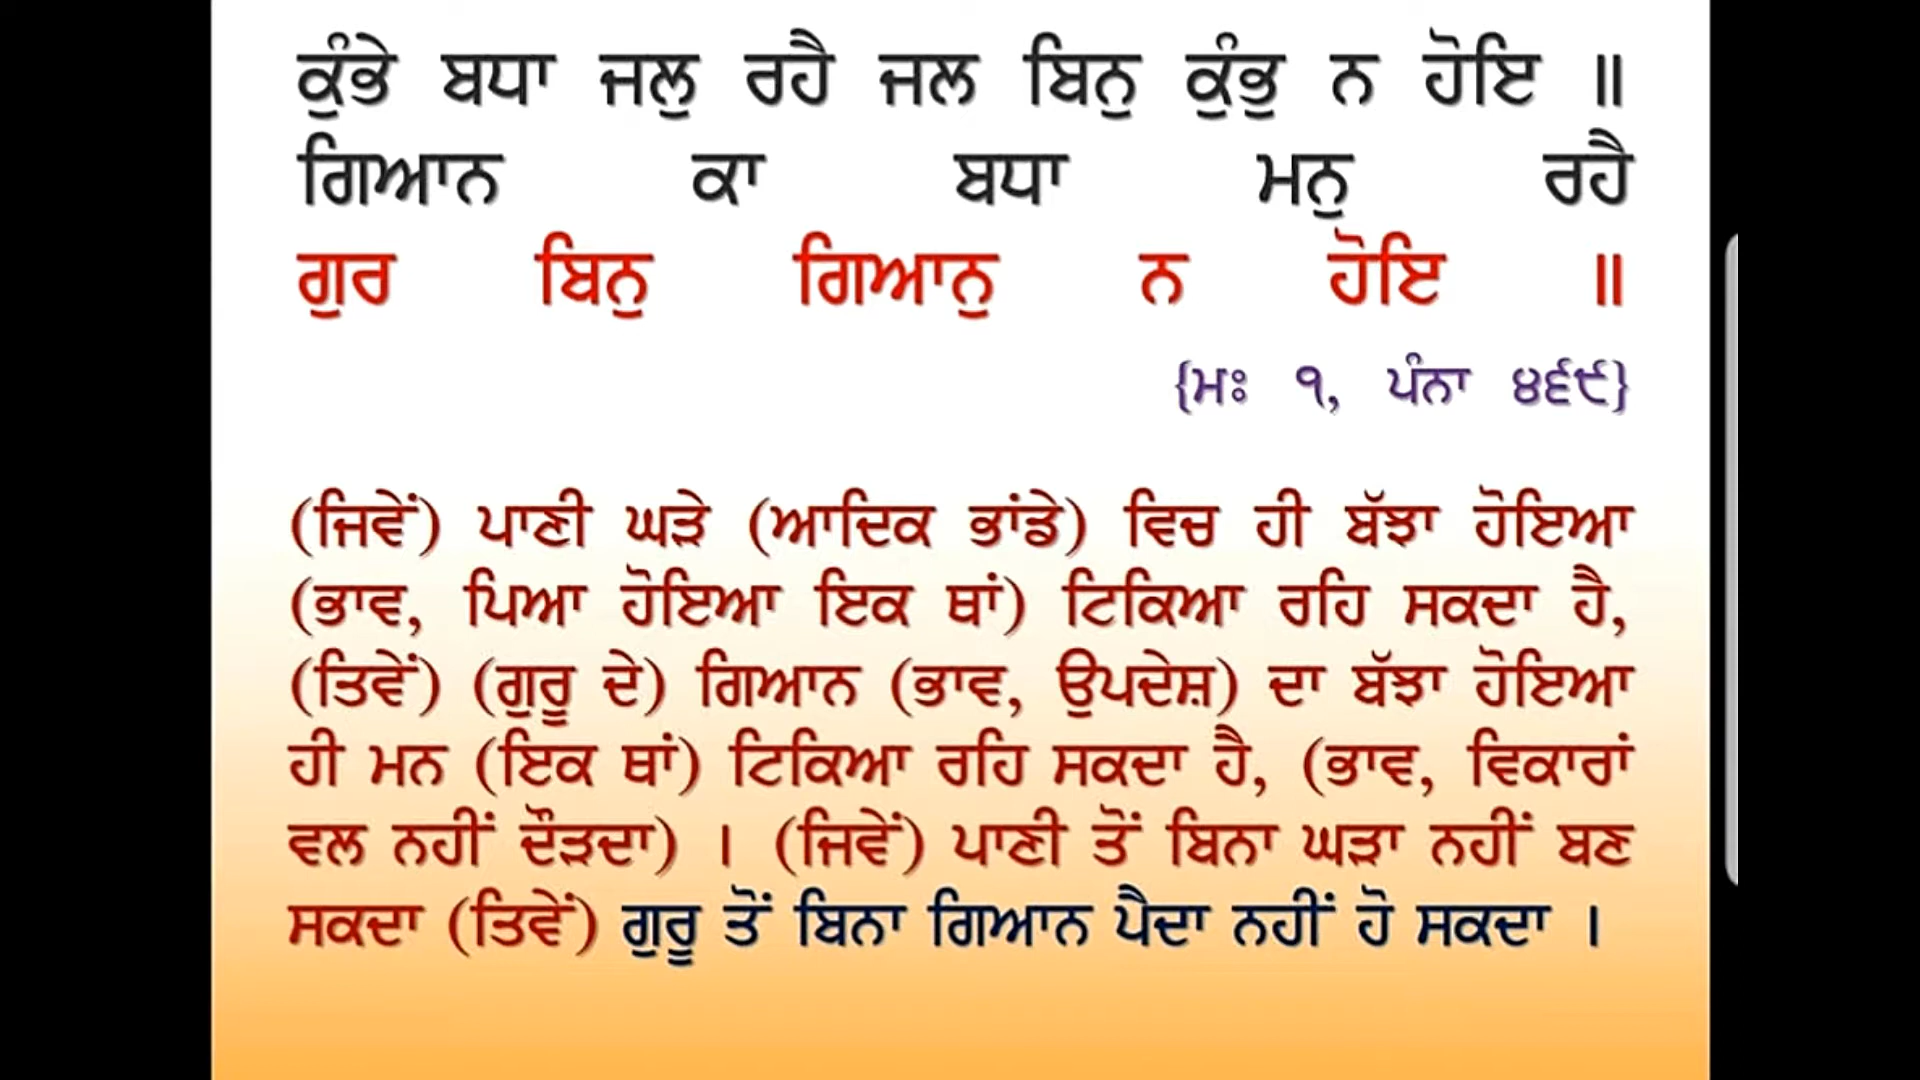 ਕੁੰਭੇ ਬਧਾ ਜਲੁ ਰਹੈ ਜਲ ਬਿਨੁ ਕੁੰਭੁ ਨ ਹੋਇ ॥
ਗਿਆਨ ਕਾ ਬਧਾ ਮਨੁ ਰਹੈ
ਗੁਰ ਬਿਨੁ ਗਿਆਨੁ ਨ ਹੋਇ ॥
{ਮਃ ੧, ਪੰਨਾ ੪੬੯}
(ਜਿਵੇਂ) ਪਾਣੀ ਘੜੇ (ਆਦਿਕ ਭਾਂਡੇ) ਵਿਚ ਹੀ ਬੱਝਾ ਹੋਇਆ
(ਭਾਵ, ਪਿਆ ਹੋਇਆ ਇਕ ਥਾਂ) ਟਿਕਿਆ ਰਹਿ ਸਕਦਾ ਹੈ,
(ਤਿਵੇਂ) (ਗੁਰੂ ਦੇ) ਗਿਆਨ (ਭਾਵ, ਉਪਦੇਸ਼) ਦਾ ਬੱਝਾ ਹੋਇਆ
ਹੀ ਮਨ (ਇਕ ਥਾਂ) ਟਿਕਿਆ ਰਹਿ ਸਕਦਾ ਹੈ, (ਭਾਵ, ਵਿਕਾਰਾਂ
ਵਲ ਨਹੀਂ ਦੌੜਦਾ) । (ਜਿਵੇਂ) ਪਾਣੀ ਤੋਂ ਬਿਨਾ ਘੜਾ ਨਹੀਂ ਬਣ
ਸਕਦਾ (ਤਿਵੇਂ) ਗੁਰੂ ਤੋਂ ਬਿਨਾ ਗਿਆਨ ਪੈਦਾ ਨਹੀਂ ਹੋ ਸਕਦਾ ।